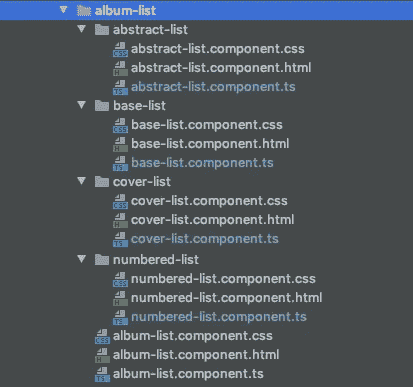 album-list
abstract-list
abstract-list.component.css
abstract-list.component.html
abstract-list.component.ts
base-list
base-list.component.css
base-list.component.html
base-list.component.ts
cover-list
cover-list.component.css
cover-list.component.html
cover-list.component.ts
numbered-list
numbered-list.component.css
numbered-list.component.html
numbered-list.component.ts
album-list.component.css
album-list.component.html
album-list.component.ts